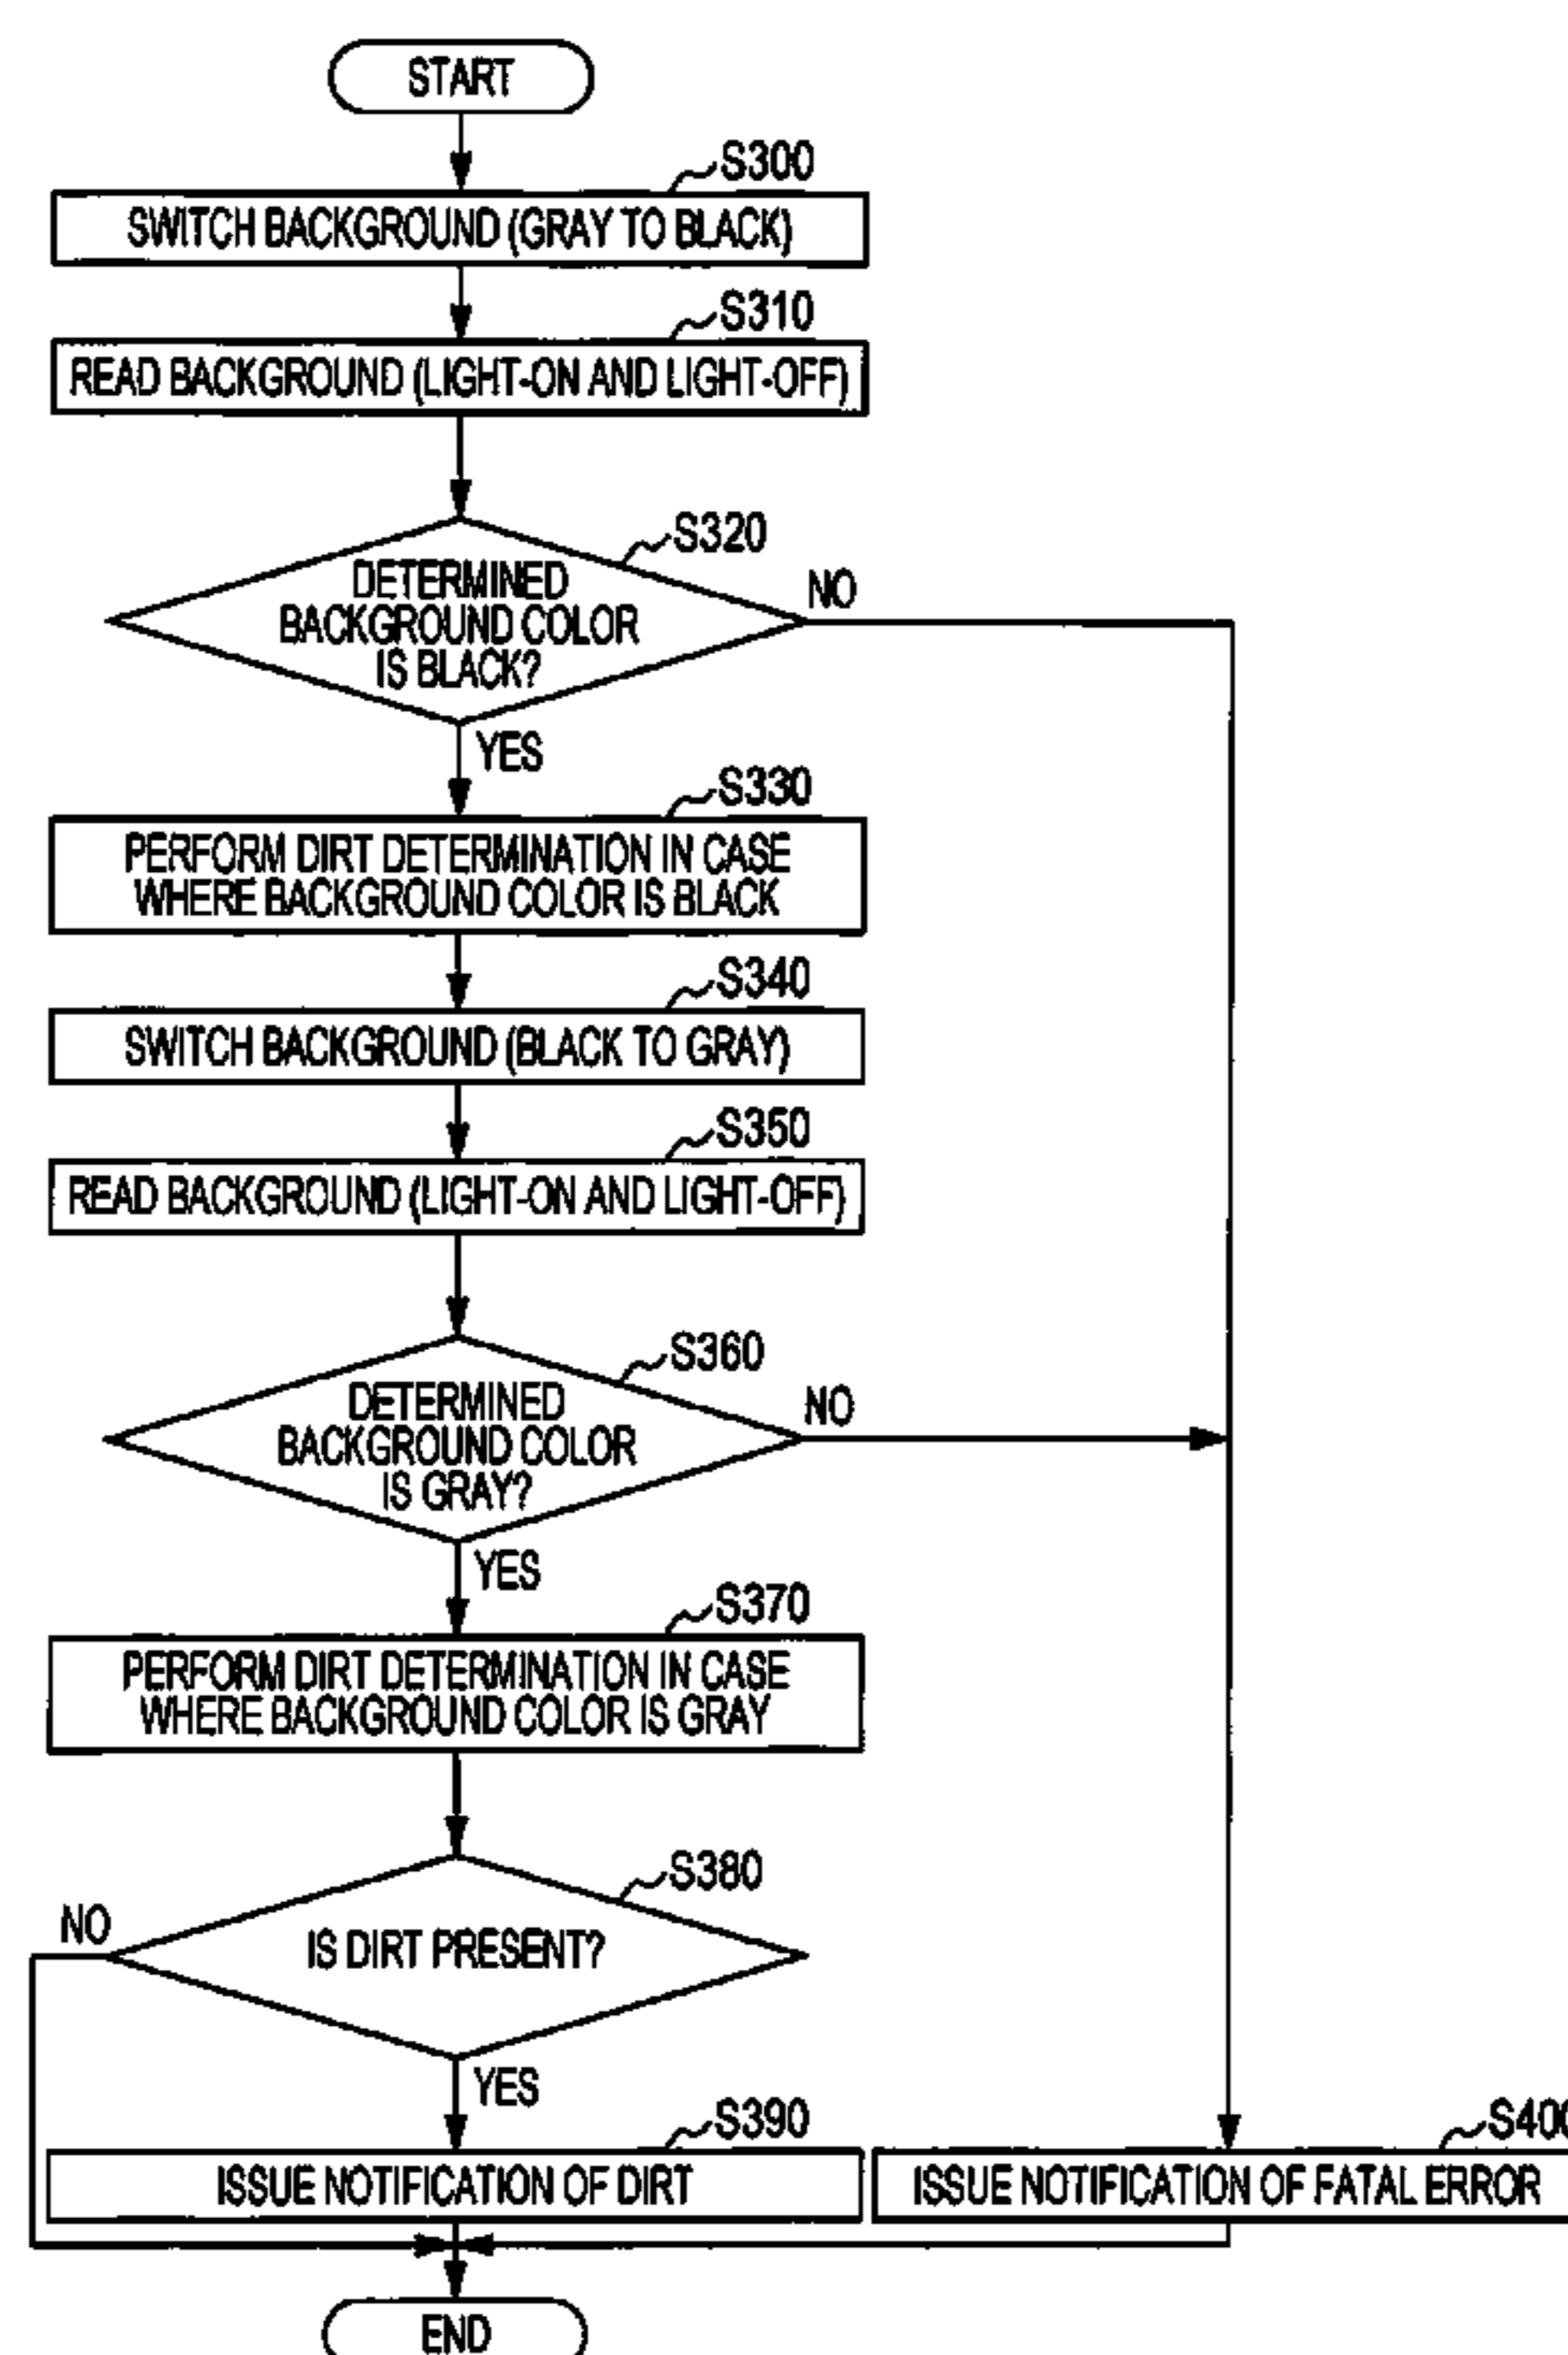 START
S300
SWITCH BACKGROUND (GRAY TO BLACK)
S310
READ BACKGROUND (LIGHT-ON AND LIGHT-OFF)
S320
DETERMINED
BACKGROUND COLOR
IS BLACK?
NO
YES
S330
PERFORM DIRT DETERMINATION IN CASE
WHERE BACKGROUND COLOR IS BLACK
S340
SWITCH BACKGROUND (BLACK TO GRAY)
S350
READ BACKGROUND (LIGHT-ON AND LIGHT-OFF)
S360
DETERMINED
BACKGROUND COLOR
IS GRAY?
NO
YES
S370
PERFORM DIRT DETERMINATION IN CASE
WHERE BACKGROUND COLOR IS GRAY
S380
NO
IS DIRT PRESENT?
YES
S390
ISSUE NOTIFICATION OF DIRT
S400
ISSUE NOTIFICATION OF FATAL ERROR
END